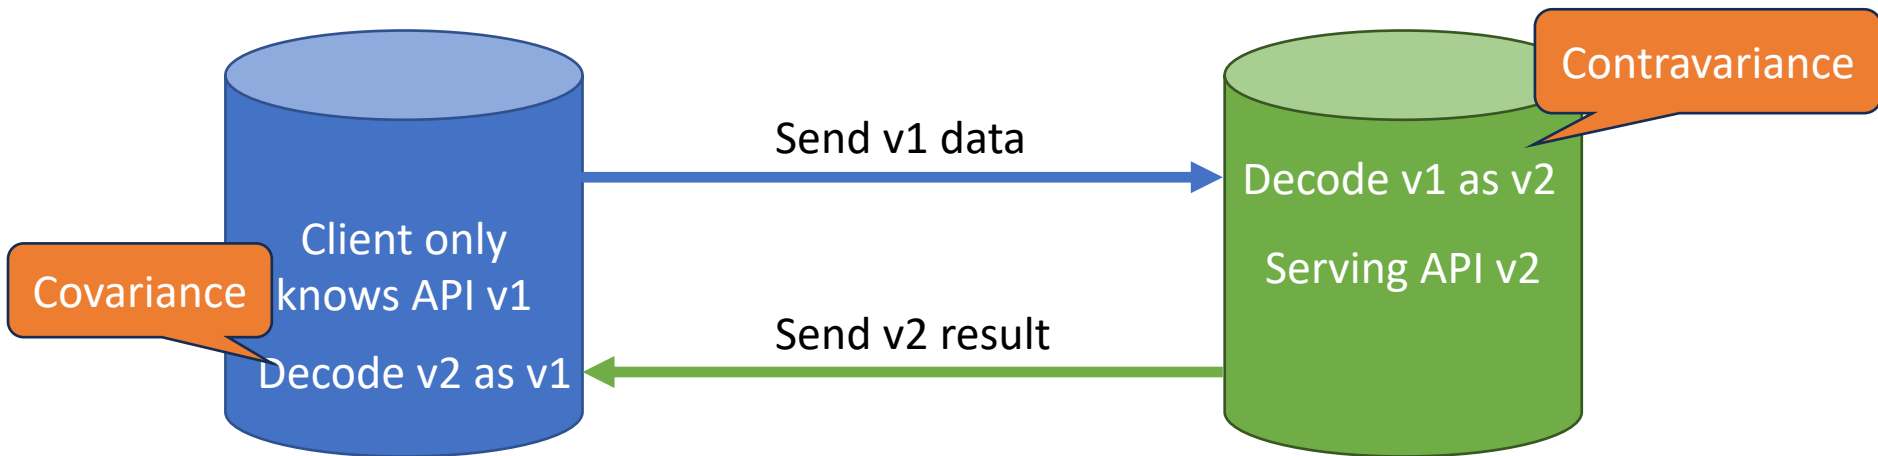 Contravariance
Send v1 data
Decode v1 as v2
Client only
knows API v1
Serving API v2
Covariance
Send v2 result
Decode v2 as v1